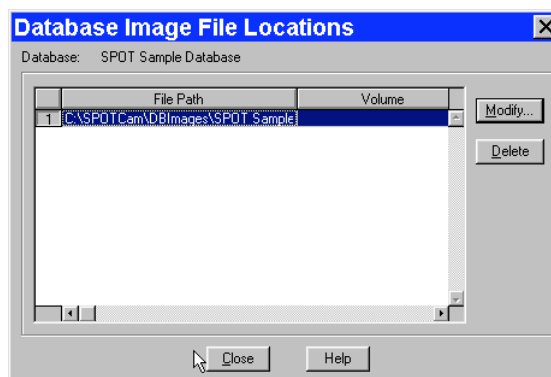 Database Image File Locations
Database: SPOT Sample Database
File Path Volume
1 C:\SPOTCam\DBImages\SPOT Sample
Modify...
Delete
Close Help